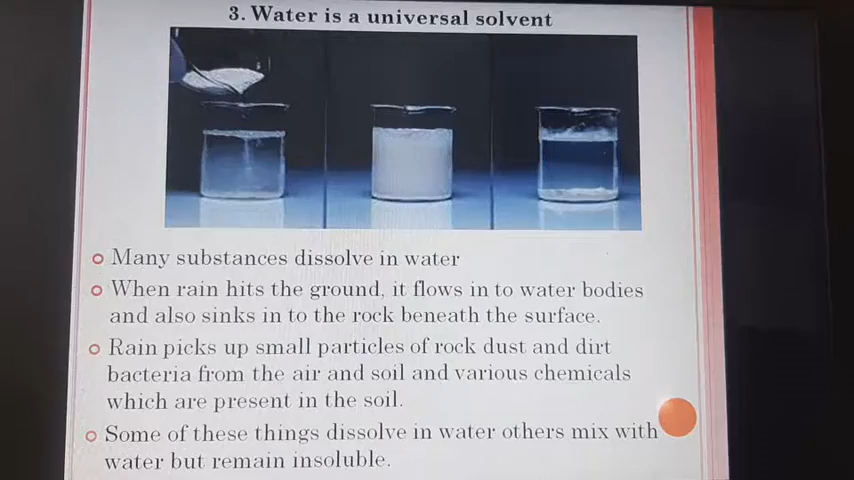 3. Water is a universal solvent
Many substances dissolve in water
When rain hits the ground, it flows in to water bodies
and also sinks in to the rock beneath the surface.
Rain picks up small particles of rock dust and dirt
bacteria from the air and soil and various chemicals
which are present in the soil.
Some of these things dissolve in water others mix with
water but remain insoluble.